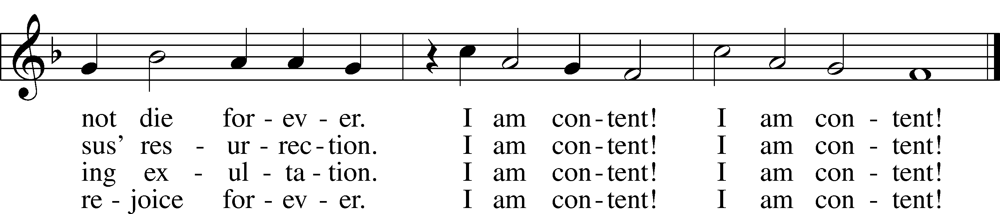 not die for - ev - er. I am con - tent! I am con - tent!
sus’ res - ur - rec - tion. I am con - tent! I am con - tent!
ing ex - ul - ta - tion. I am con - tent! I am con - tent!
re - joice for - ev - er. I am con - tent! I am con - tent!